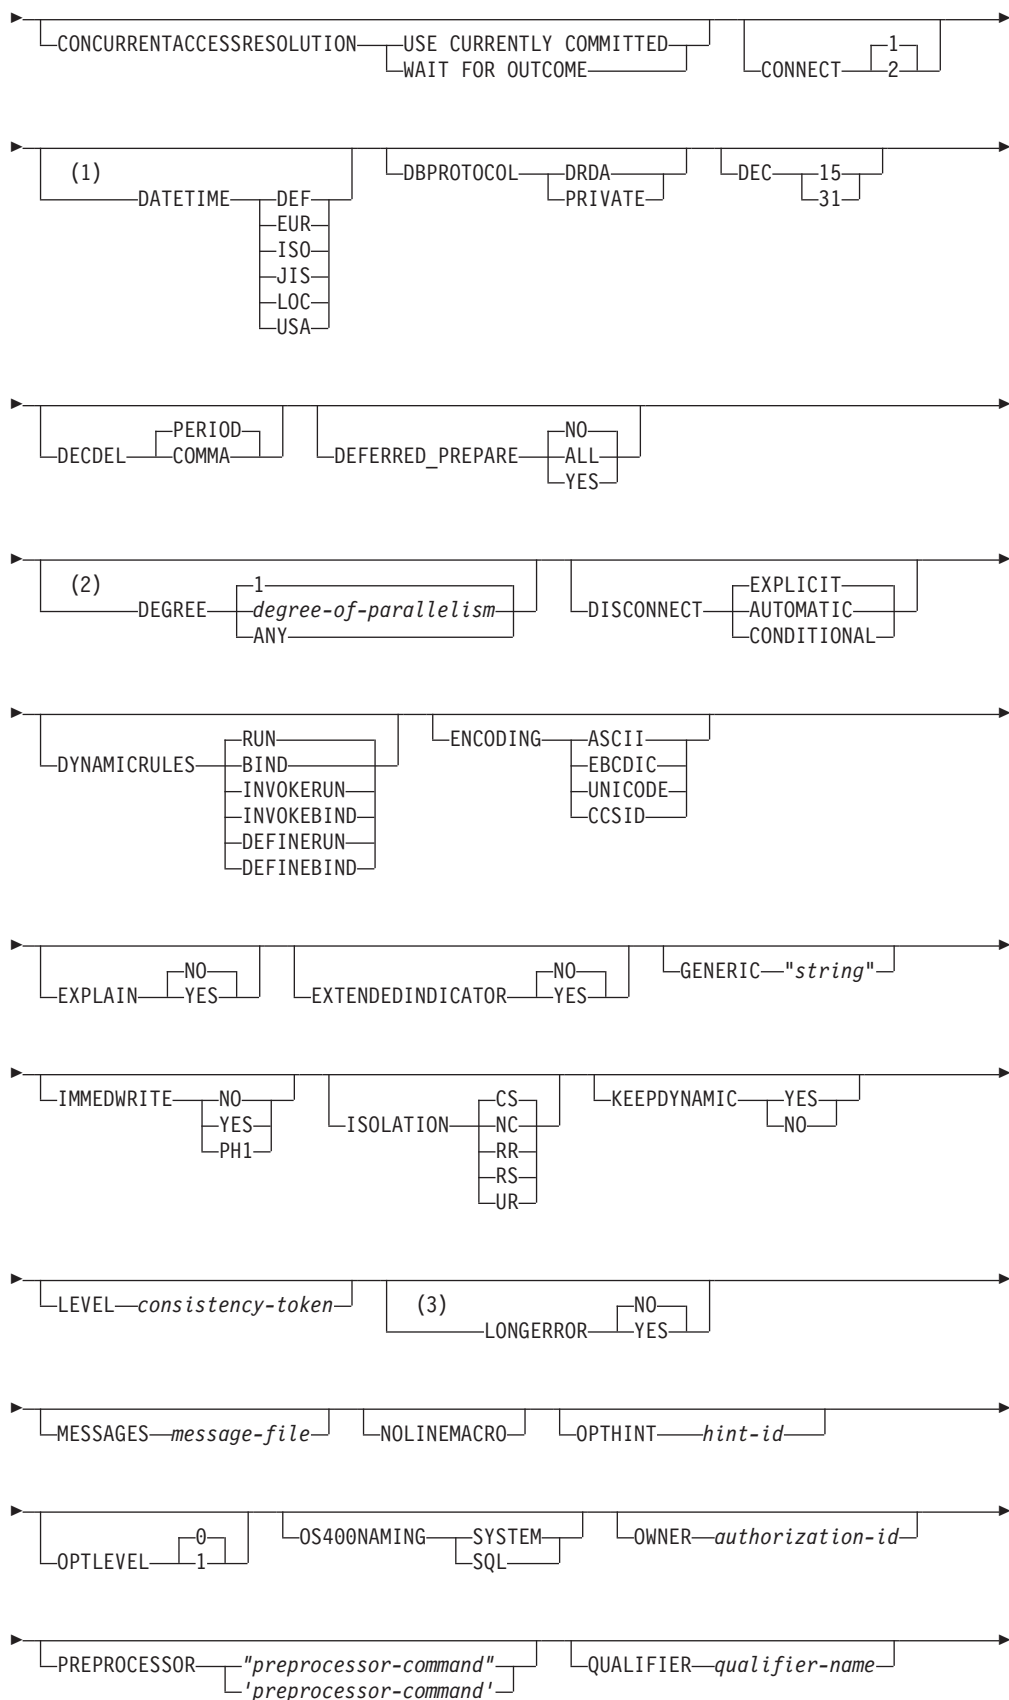 CONCURRENTACCESSRESOLUTION USE CURRENTLY COMMITTED
WAIT FOR OUTCOME
CONNECT 1
2
(1)
DATETIME DEF
EUR
ISO
JIS
LOC
USA
DBPROTOCOL DRDA
PRIVATE
DEC 15
31
DECDEL PERIOD
COMMA
DEFERRED_PREPARE NO
ALL
YES
(2)
DEGREE 1
degree-of-parallelism
ANY
DISCONNECT EXPLICIT
AUTOMATIC
CONDITIONAL
DYNAMICRULES RUN
BIND
INVOKERUN
INVOKEBIND
DEFINERUN
DEFINEBIND
ENCODING ASCII
EBCDIC
UNICODE
CCSID
EXPLAIN NO
YES
EXTENDEDINDICATOR NO
YES
GENERIC "string"
IMMEDWRITE NO
YES
PH1
ISOLATION CS
NC
RR
RS
UR
KEEPDYNAMIC YES
NO
LEVEL consistency-token
(3)
LONGERROR NO
YES
MESSAGES message-file
NOLINEMACRO
OPTHINT hint-id
OPTLEVEL 0
1
OS400NAMING SYSTEM
SQL
OWNER authorization-id
PREPROCESSOR "preprocessor-command"
'preprocessor-command'
QUALIFIER qualifier-name